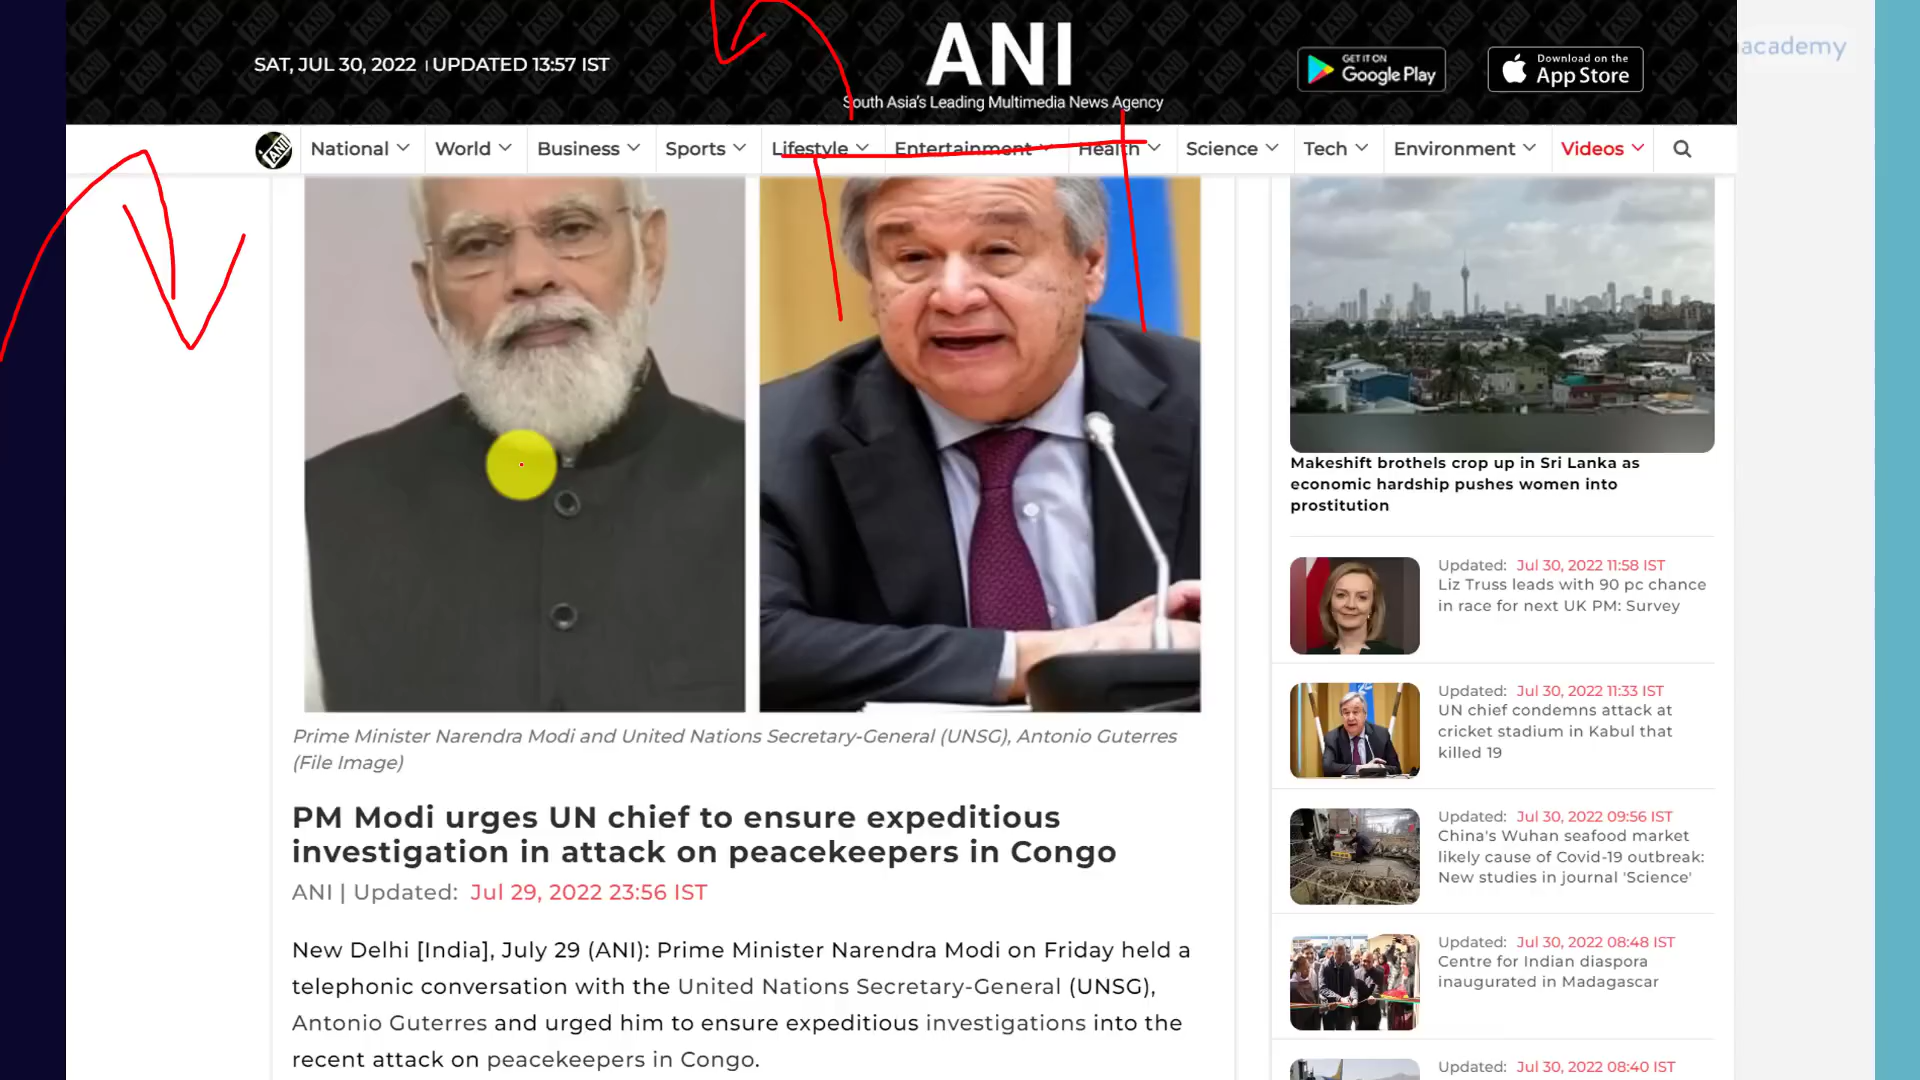 SAT, JUL 30, 2022 | UPDATED 13:57 IST
ANI
South Asia's Leading Multimedia News Agency
GET IT ON
Google Play
Download on the
App Store
academy
ANI
National
World
Business
Sports
Lifestyle
Entertainment
Health
Science
Tech
Environment
Videos
Prime Minister Narendra Modi and United Nations Secretary-General (UNSG), Antonio Guterres
(File Image)
PM Modi urges UN chief to ensure expeditious
investigation in attack on peacekeepers in Congo
ANI | Updated: Jul 29, 2022 23:56 IST
New Delhi [India], July 29 (ANI): Prime Minister Narendra Modi on Friday held a
telephonic conversation with the United Nations Secretary-General (UNSG),
Antonio Guterres and urged him to ensure expeditious investigations into the
recent attack on peacekeepers in Congo.
Makeshift brothels crop up in Sri Lanka as
economic hardship pushes women into
prostitution
Updated: Jul 30, 2022 11:58 IST
Liz Truss leads with 90 pc chance
in race for next UK PM: Survey
Updated: Jul 30, 2022 11:33 IST
UN chief condemns attack at
cricket stadium in Kabul that
killed 19
Updated: Jul 30, 2022 09:56 IST
China's Wuhan seafood market
likely cause of Covid-19 outbreak:
New studies in journal 'Science'
Updated: Jul 30, 2022 08:48 IST
Centre for Indian diaspora
inaugurated in Madagascar
Updated: Jul 30, 2022 08:40 IST